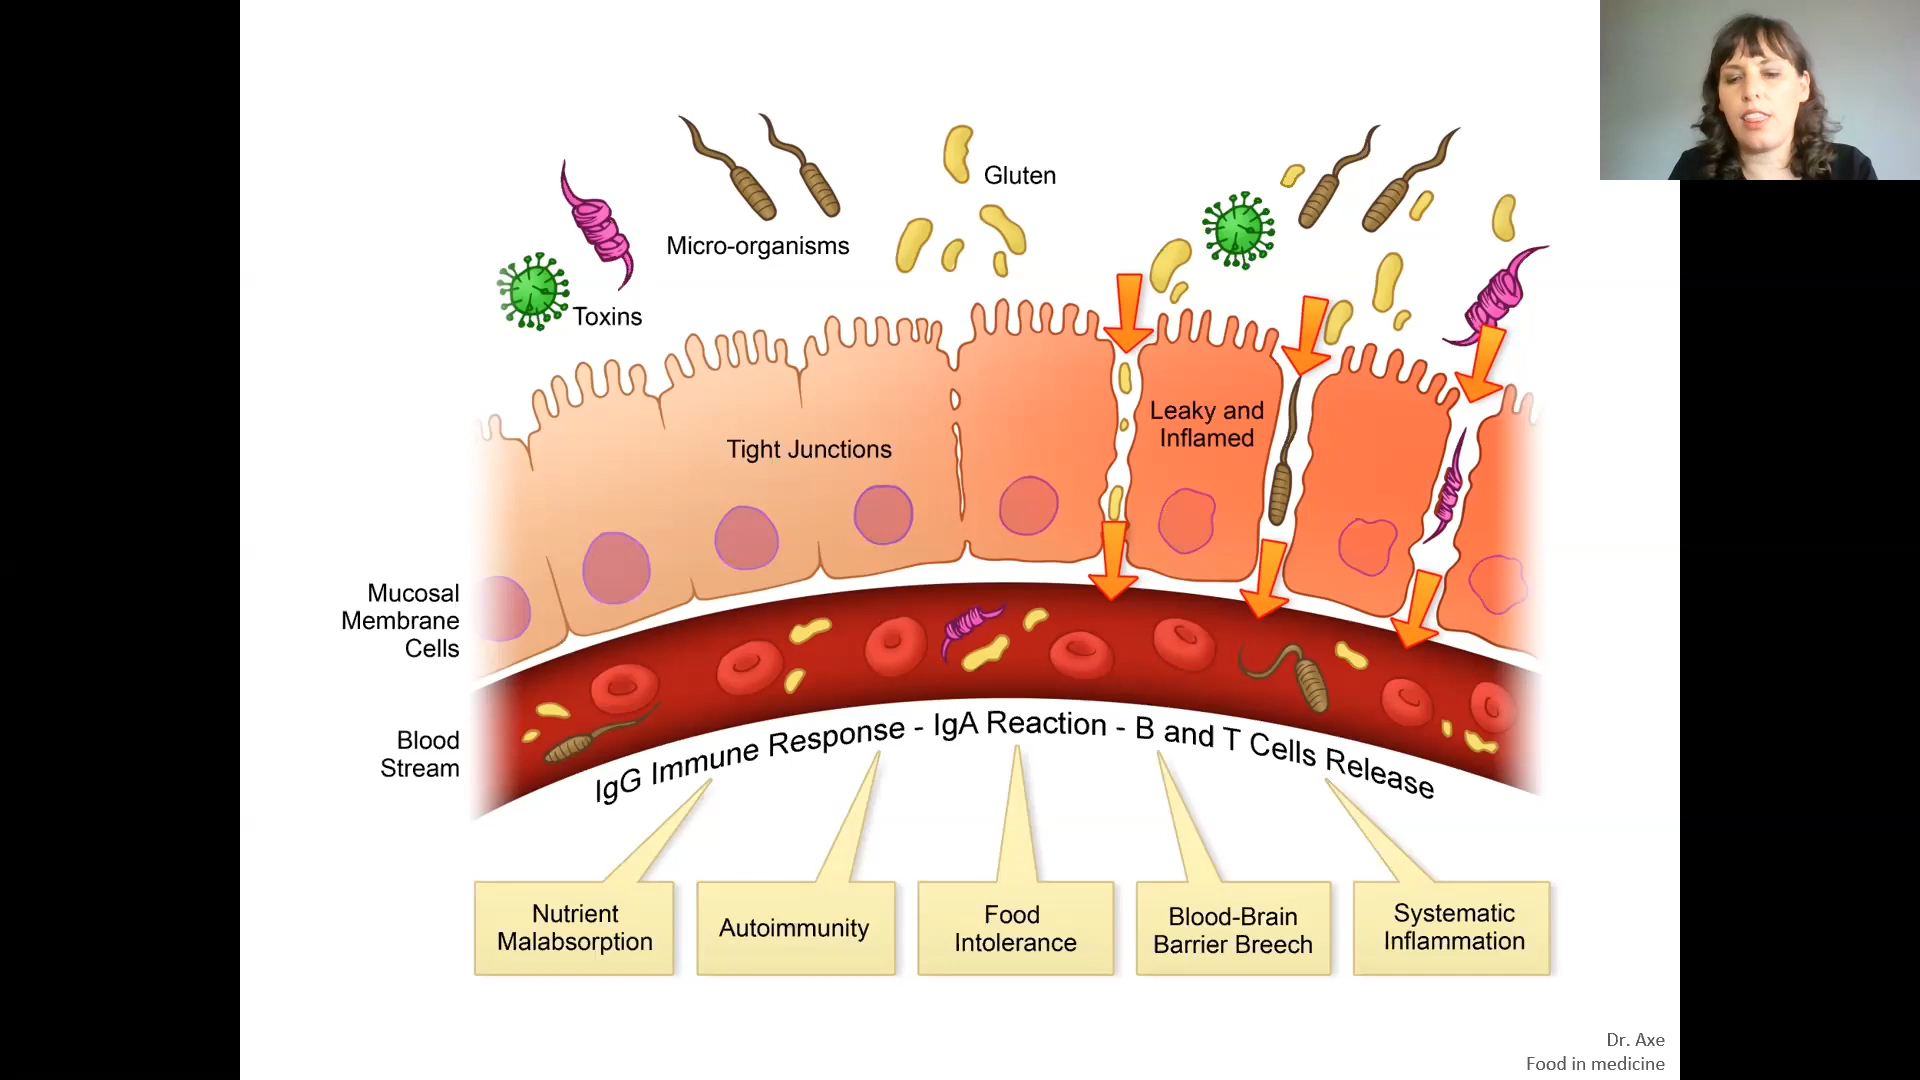 Gluten
Micro-organisms
Toxins
Leaky and
Inflamed
Tight Junctions
Mucosal
Membrane
Cells
Blood
Stream
IgG Immune Response - IgA Reaction - B and T Cells Release
Nutrient
Malabsorption
Autoimmunity
Food
Intolerance
Blood-Brain
Barrier Breech
Systematic
Inflammation
Dr. Axe
Food in medicine